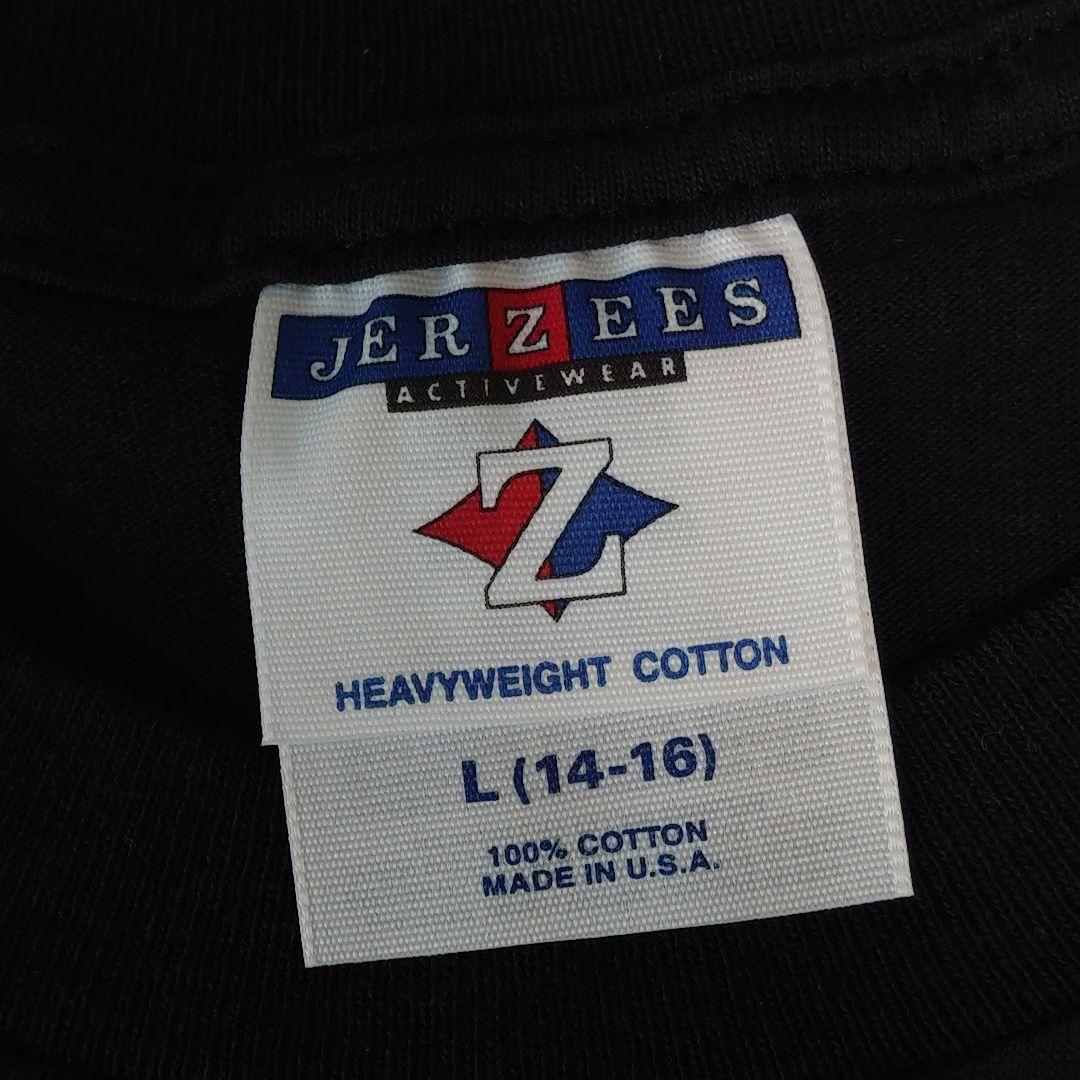 JERZEES
ACTIVEWEAR
Z
HEAVYWEIGHT COTTON
L (14-16)
100% COTTON
MADE IN U.S.A.